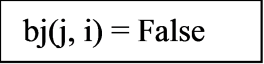 bj(j, i) = False